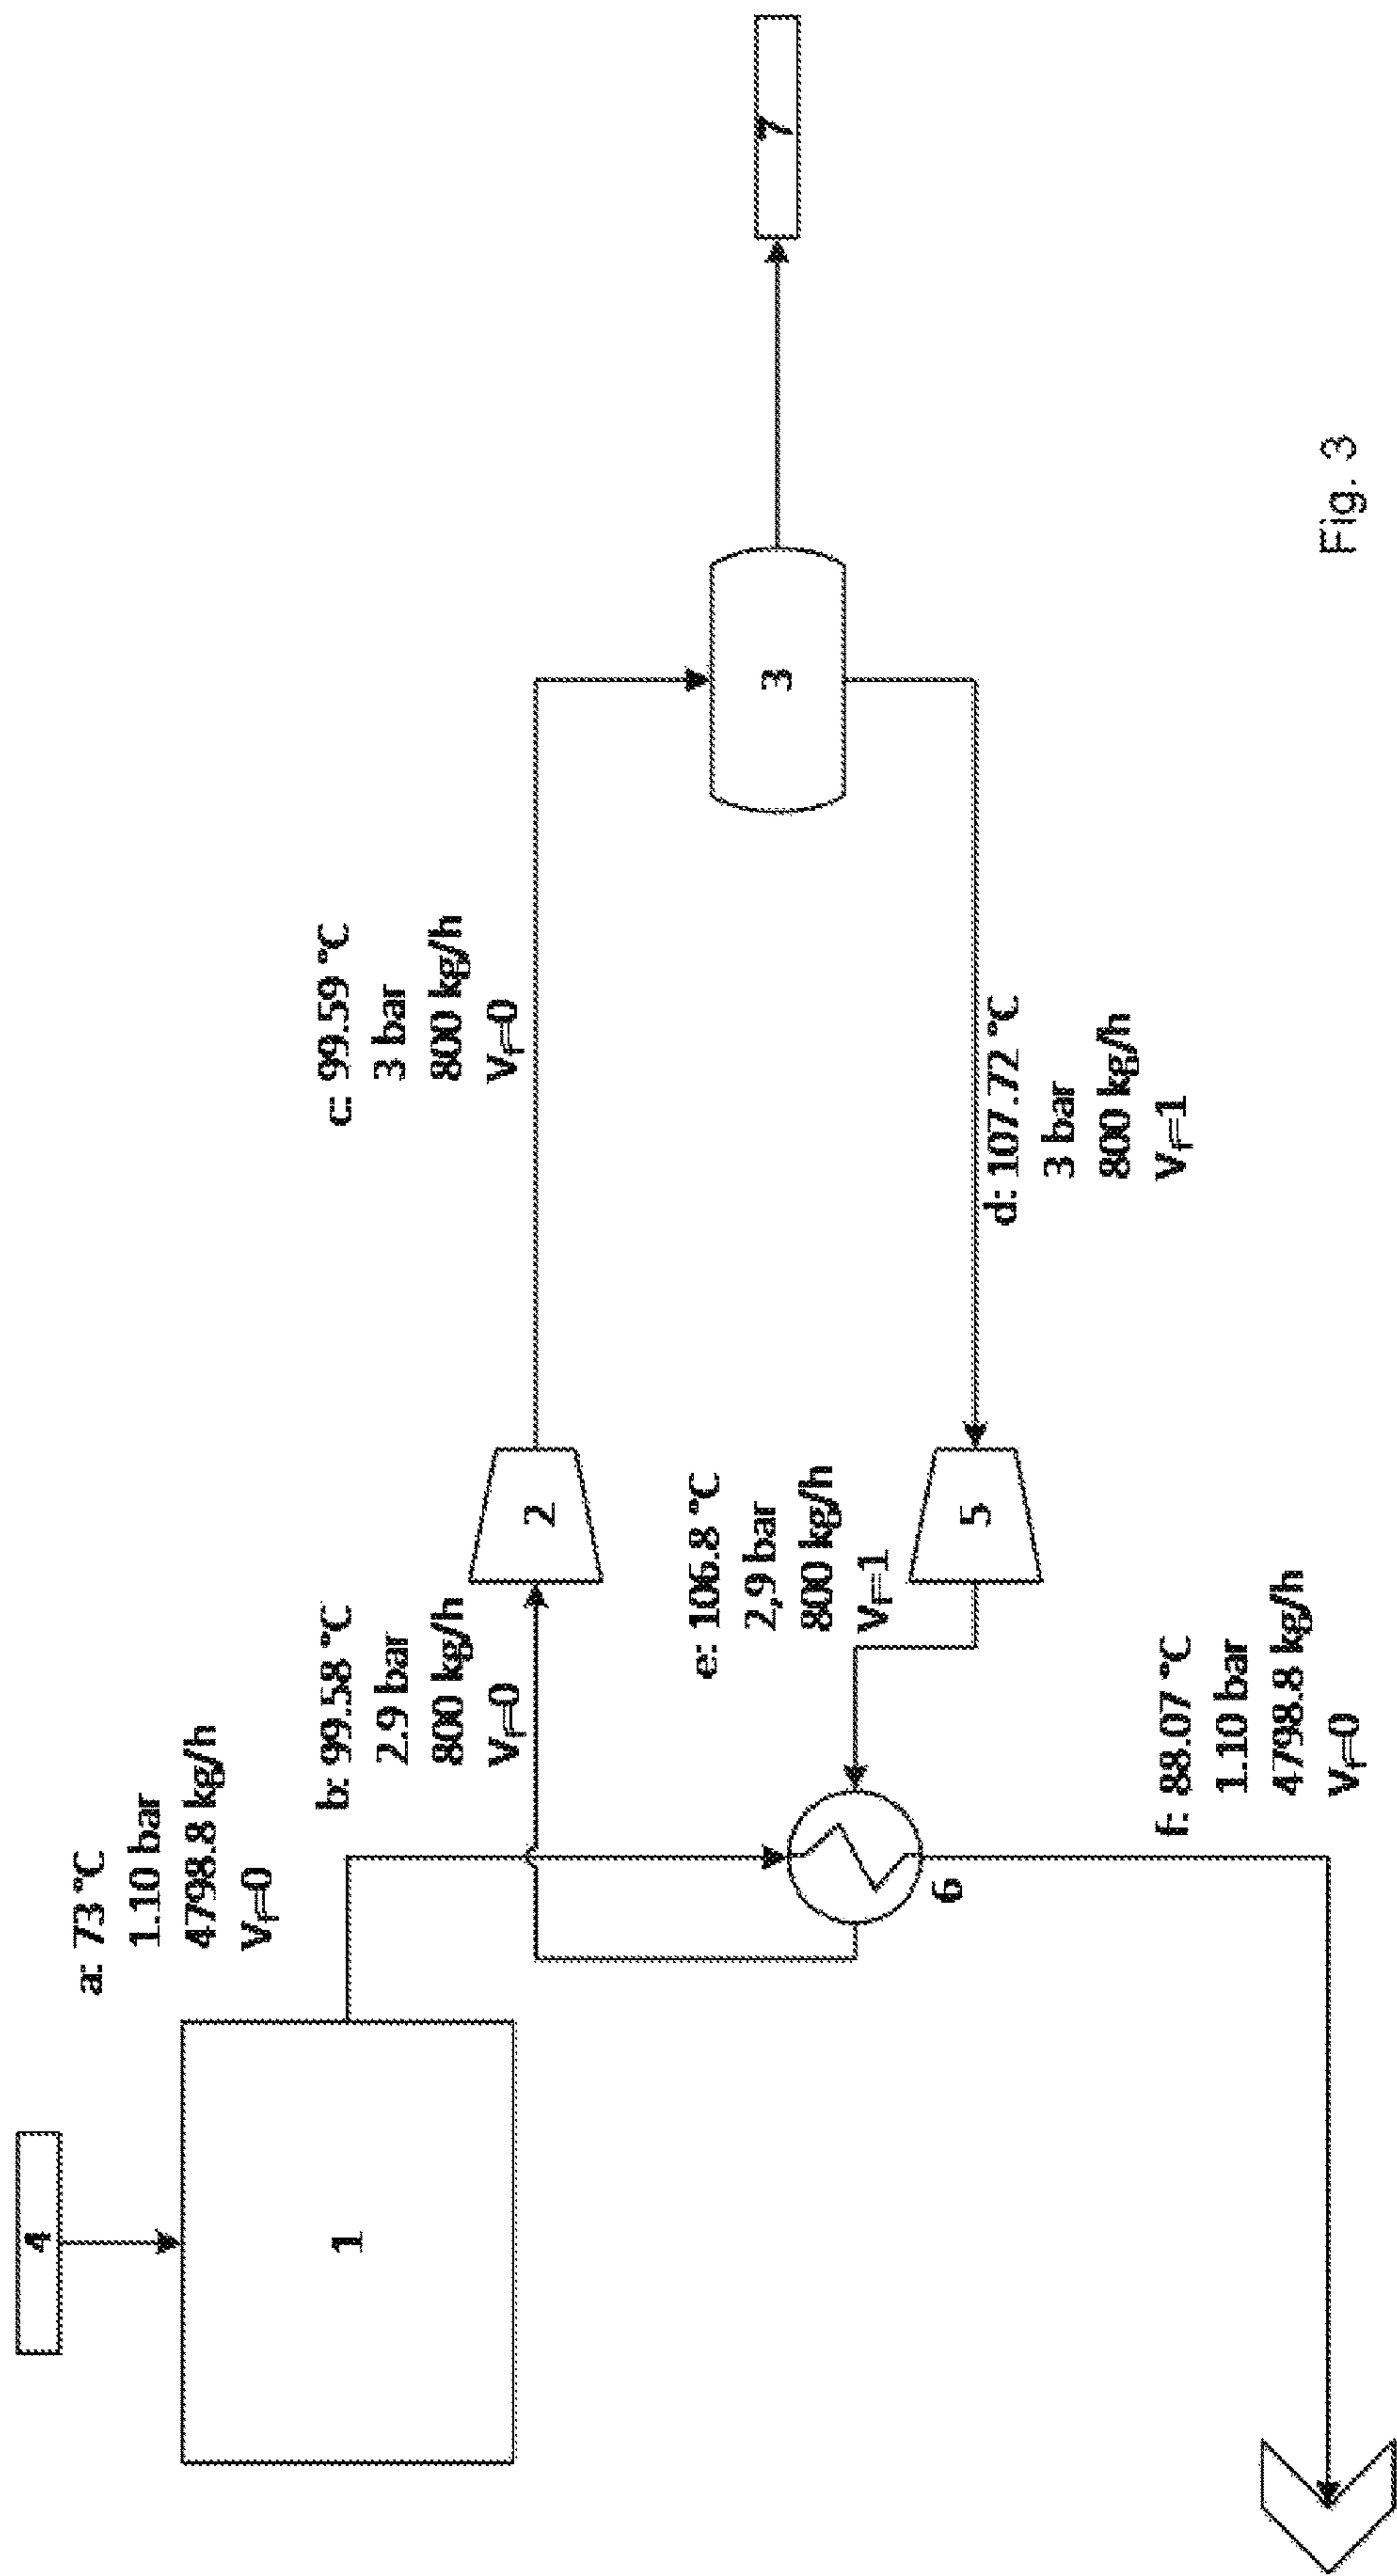 4
1
a: 73 °C
1.10 bar
4798.8 kg/h
Vf=0
b: 99.58 °C
2.9 bar
800 kg/h
Vf=0
2
c: 99.59 °C
3 bar
800 kg/h
Vf=0
3
7
d: 107.72 °C
3 bar
800 kg/h
Vf=1
5
e: 106.8 °C
2,9 bar
800 kg/h
Vf=1
6
f: 88.07 °C
1.10 bar
4798.8 kg/h
Vf=0
Fig. 3